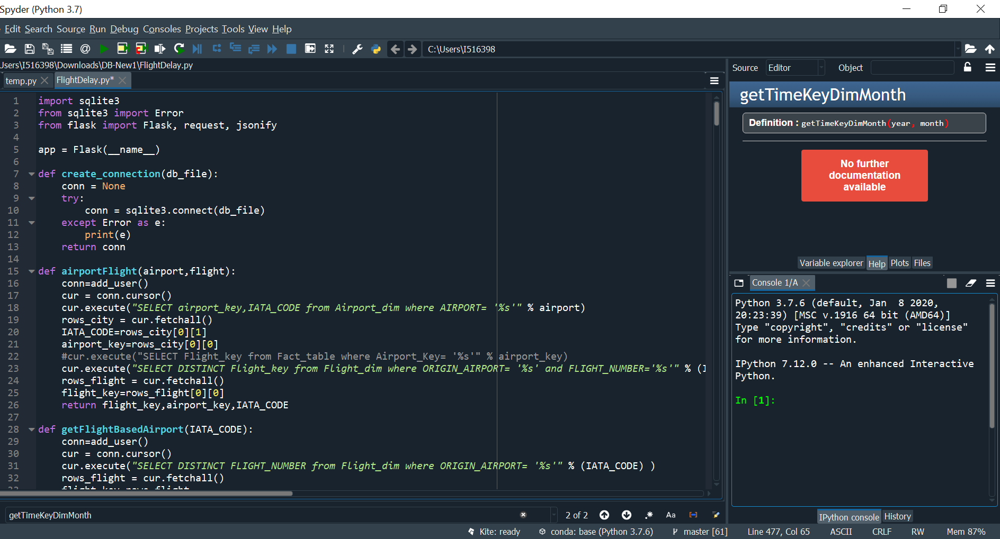 Spyder (Python 3.7)
Edit Search Source Run Debug Consoles Projects Tools View Help
C:\Users\I516398
Jsers\I516398\Downloads\DB-New1\FlightDelay.py
temp.py FlightDelay.py*
1 import sqlite3
2 from sqlite3 import Error
3 from flask import Flask, request, jsonify
4
5 app = Flask(__name__)
6
7 def create_connection(db_file):
8 conn = None
9 try:
10 conn = sqlite3.connect(db_file)
11 except Error as e:
12 print(e)
13 return conn
14
15 def airportFlight(airport,flight):
16 conn=add_user()
17 cur = conn.cursor()
18 cur.execute("SELECT airport_key,IATA_CODE from Airport_dim where AIRPORT= '%s'" % airport)
19 rows_city = cur.fetchall()
20 IATA_CODE=rows_city[0][1]
21 airport_key=rows_city[0][0]
22 #cur.execute("SELECT Flight_key from Fact_table where Airport_Key= '%s'" % airport_key)
23 cur.execute("SELECT DISTINCT Flight_key from Flight_dim where ORIGIN_AIRPORT= '%s' and FLIGHT_NUMBER='%s'" % (I
24 rows_flight = cur.fetchall()
25 flight_key=rows_flight[0][0]
26 return flight_key,airport_key,IATA_CODE
27
28 def getFlightBasedAirport(IATA_CODE):
29 conn=add_user()
30 cur = conn.cursor()
31 cur.execute("SELECT DISTINCT FLIGHT_NUMBER from Flight_dim where ORIGIN_AIRPORT= '%s'" % (IATA_CODE) )
32 rows_flight = cur.fetchall()
33 flight_key=rows_flight
getTimeKeyDimMonth 2 of 2 .* Aa
Source Editor Object
getTimeKeyDimMonth
Definition : getTimeKeyDimMonth(year, month)
No further
documentation
available
Variable explorer Help Plots Files
Console 1/A
Python 3.7.6 (default, Jan 8 2020,
20:23:39) [MSC v.1916 64 bit (AMD64)]
Type "copyright", "credits" or "license"
for more information.
IPython 7.12.0 -- An enhanced Interactive
Python.
In [1]:
IPython console History
Kite: ready conda: base (Python 3.7.6) master [61] Line 477, Col 65 ASCII CRLF RW Mem 87%